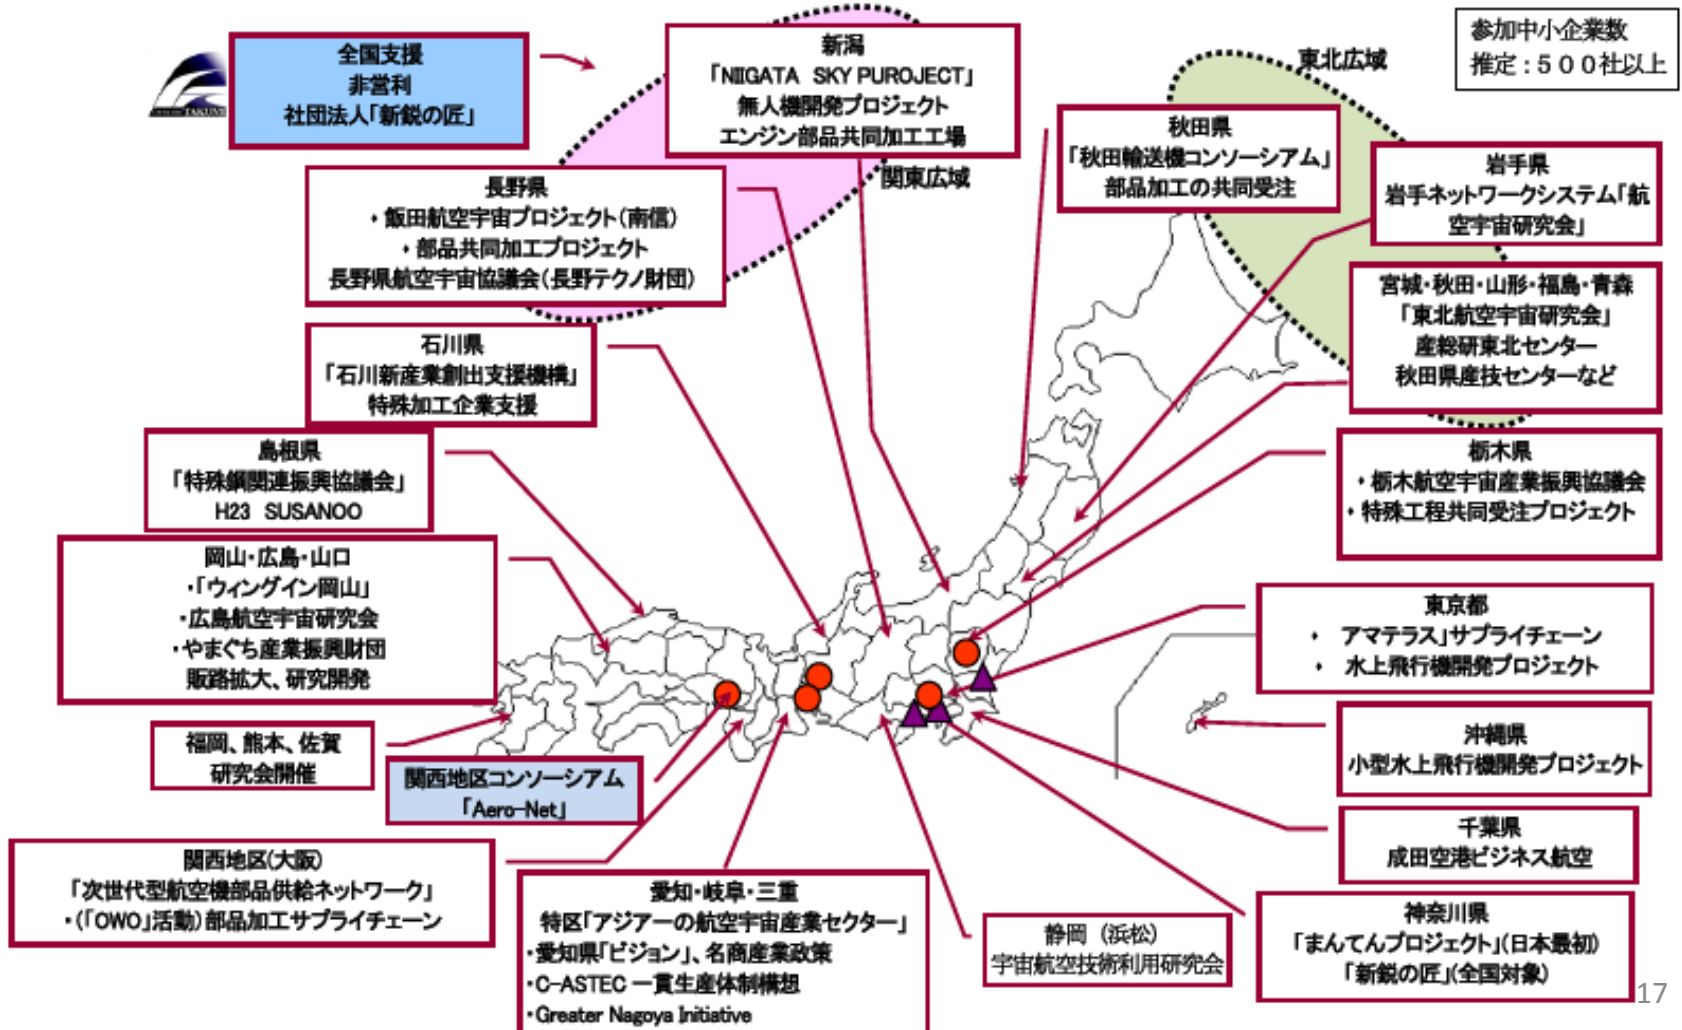 全国支援
非営利
社団法人「新鋭の匠」
TAKUMI
新潟
「NIIGATA SKY PUROJECT」
無人機開発プロジェクト
エンジン部品共同加工工場
参加中小企業数
推定：５００社以上
東北広域
関東広域
秋田県
「秋田輸送機コンソーシアム」
部品加工の共同受注
岩手県
岩手ネットワークシステム「航
空宇宙研究会」
長野県
・飯田航空宇宙プロジェクト（南信）
・部品共同加工プロジェクト
長野県航空宇宙協議会（長野テクノ財団）
宮城・秋田・山形・福島・青森
「東北航空宇宙研究会」
産総研東北センター
秋田県産技センターなど
石川県
「石川新産業創出支援機構」
特殊加工企業支援
島根県
「特殊鋼関連振興協議会」
H23 SUSANOO
栃木県
・栃木航空宇宙産業振興協議会
・特殊工程共同受注プロジェクト
岡山・広島・山口
・「ウィングイン岡山」
・広島航空宇宙研究会
・やまぐち産業振興財団
販路拡大、研究開発
東京都
・ アマテラス」サプライチェーン
・ 水上飛行機開発プロジェクト
福岡、熊本、佐賀
研究会開催
関西地区コンソーシアム
「Aero-Net」
沖縄県
小型水上飛行機開発プロジェクト
千葉県
成田空港ビジネス航空
関西地区(大阪)
「次世代型航空機部品供給ネットワーク」
・(「OWO」活動) 部品加工サプライチェーン
愛知・岐阜・三重
特区「アジア一の航空宇宙産業セクター」
・愛知県「ビジョン」、名商産業政策
・C-ASTEC 一貫生産体制構想
・Greater Nagoya Initiative
静岡（浜松）
宇宙航空技術利用研究会
神奈川県
「まんてんプロジェクト」(日本最初)
「新鋭の匠」(全国対象)
17